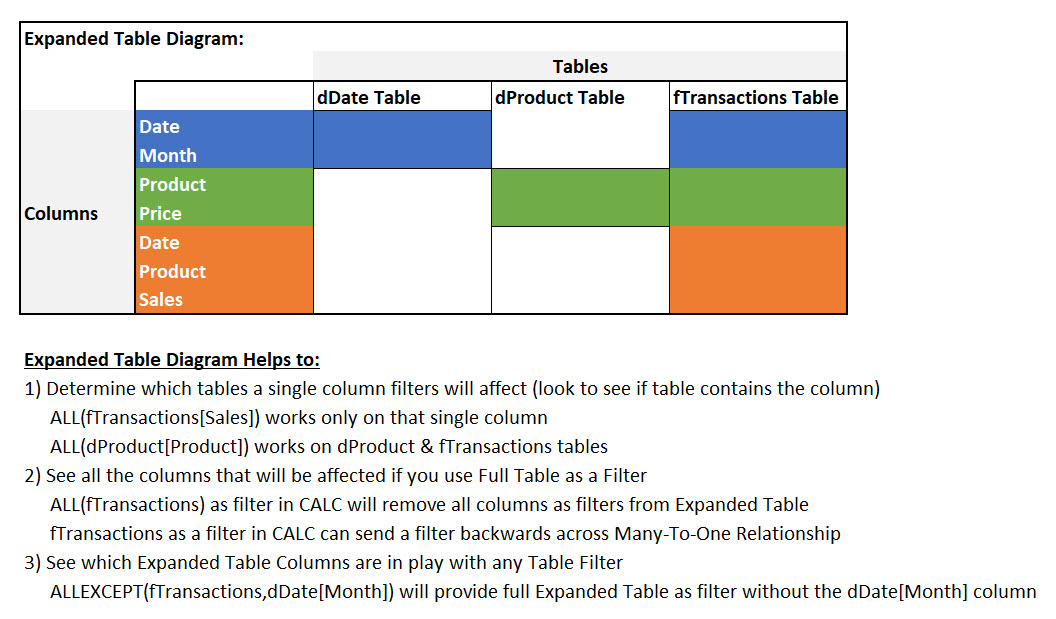 Expanded Table Diagram:
Tables
dDate Table dProduct Table fTransactions Table
Date
Month
Product
Columns Price
Date
Product
Sales
Expanded Table Diagram Helps to:
1) Determine which tables a single column filters will affect (look to see if table contains the column)
ALL(fTransactions[Sales]) works only on that single column
ALL(dProduct[Product]) works on dProduct & fTransactions tables
2) See all the columns that will be affected if you use Full Table as a Filter
ALL(fTransactions) as filter in CALC will remove all columns as filters from Expanded Table
fTransactions as a filter in CALC can send a filter backwards across Many-To-One Relationship
3) See which Expanded Table Columns are in play with any Table Filter
ALLEXCEPT(fTransactions,dDate[Month]) will provide full Expanded Table as filter without the dDate[Month] column